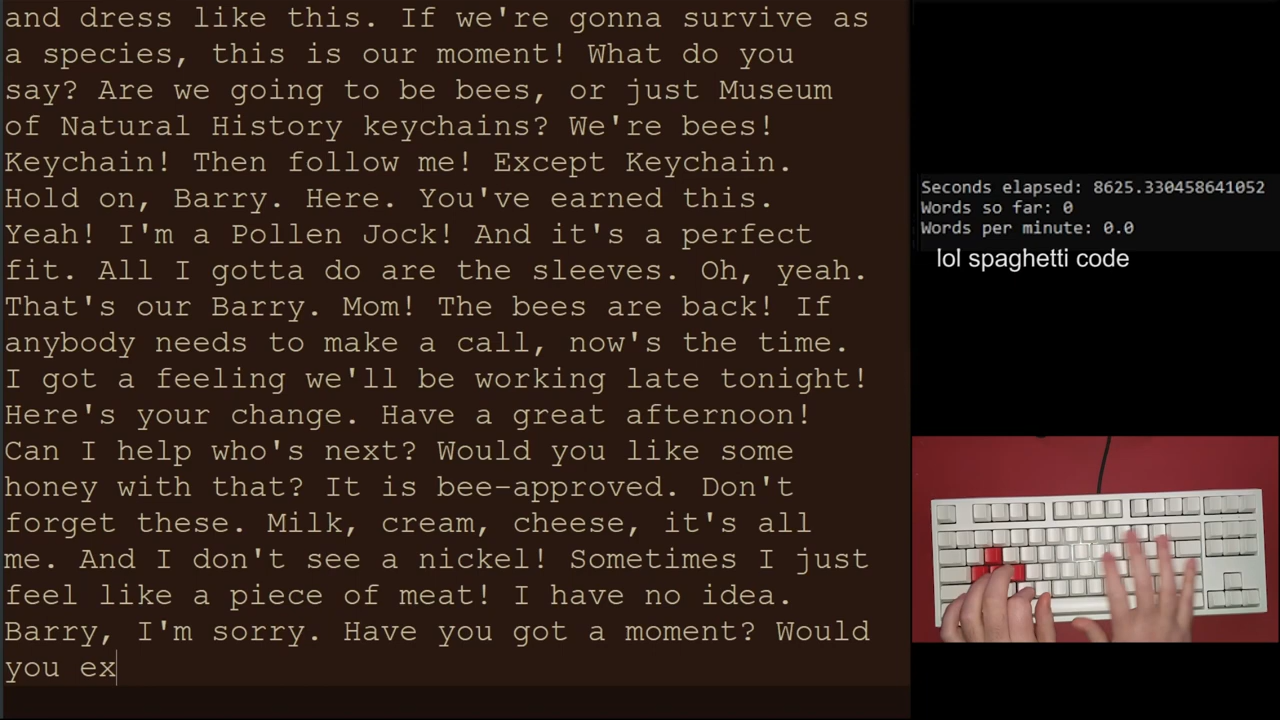 and dress like this. If we're gonna survive as
a species, this is our moment! What do you
say? Are we going to be bees, or just Museum
of Natural History keychains? We're bees!
Keychain! Then follow me! Except Keychain.
Hold on, Barry. Here. You've earned this.
Yeah! I'm a Pollen Jock! And it's a perfect
fit. All I gotta do are the sleeves. Oh, yeah.
That's our Barry. Mom! The bees are back! If
anybody needs to make a call, now's the time.
I got a feeling we'll be working late tonight!
Here's your change. Have a great afternoon!
Can I help who's next? Would you like some
honey with that? It is bee-approved. Don't
forget these. Milk, cream, cheese, it's all
me. And I don't see a nickel! Sometimes I just
feel like a piece of meat! I have no idea.
Barry, I'm sorry. Have you got a moment? Would
you ex
Seconds elapsed: 8625.330458641052
Words so far: 0
Words per minute: 0.0
lol spaghetti code